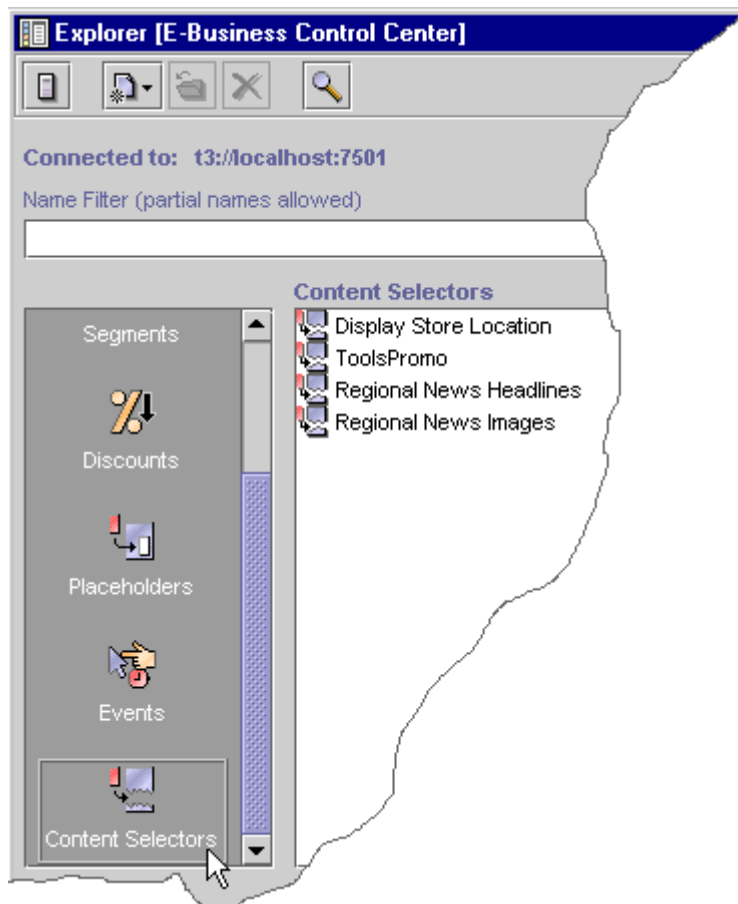 Explorer [E-Business Control Center]
Connected to: t3://localhost:7501
Name Filter (partial names allowed)
Content Selectors
Segments
Discounts
Placeholders
Events
Content Selectors
Display Store Location
ToolsPromo
Regional News Headlines
Regional News Images